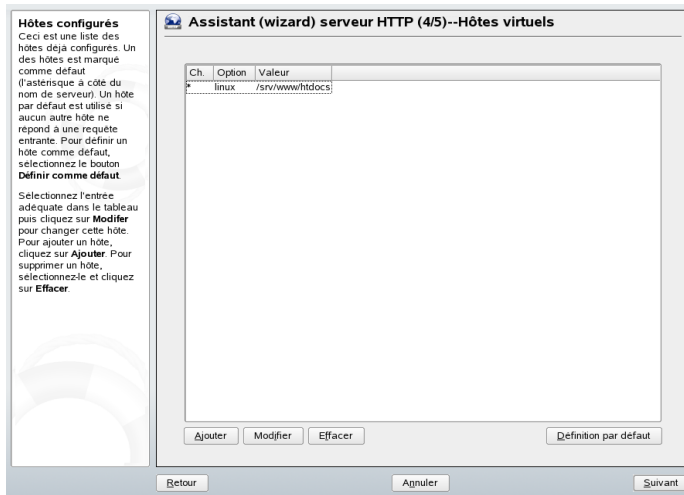 Hôtes configurés
Ceci est une liste des
hôtes déjà configurés. Un
des hôtes est marqué
comme défaut
(l'astérisque à côté du
nom de serveur). Un hôte
par défaut est utilisé si
aucun autre hôte ne
répond à une requête
entrante. Pour définir un
hôte comme défaut,
sélectionnez le bouton
Définir comme défaut.
Sélectionnez l'entrée
adéquate dans le tableau
puis cliquez sur Modifer
pour changer cette hôte.
Pour ajouter un hôte,
cliquez sur Ajouter. Pour
supprimer un hôte,
sélectionnez-le et cliquez
sur Effacer.
Assistant (wizard) serveur HTTP (4/5)--Hôtes virtuels
Ch. Option Valeur
* linux /srv/www/htdocs
Ajouter Modifier Effacer Définition par défaut
Retour Annuler Suivant